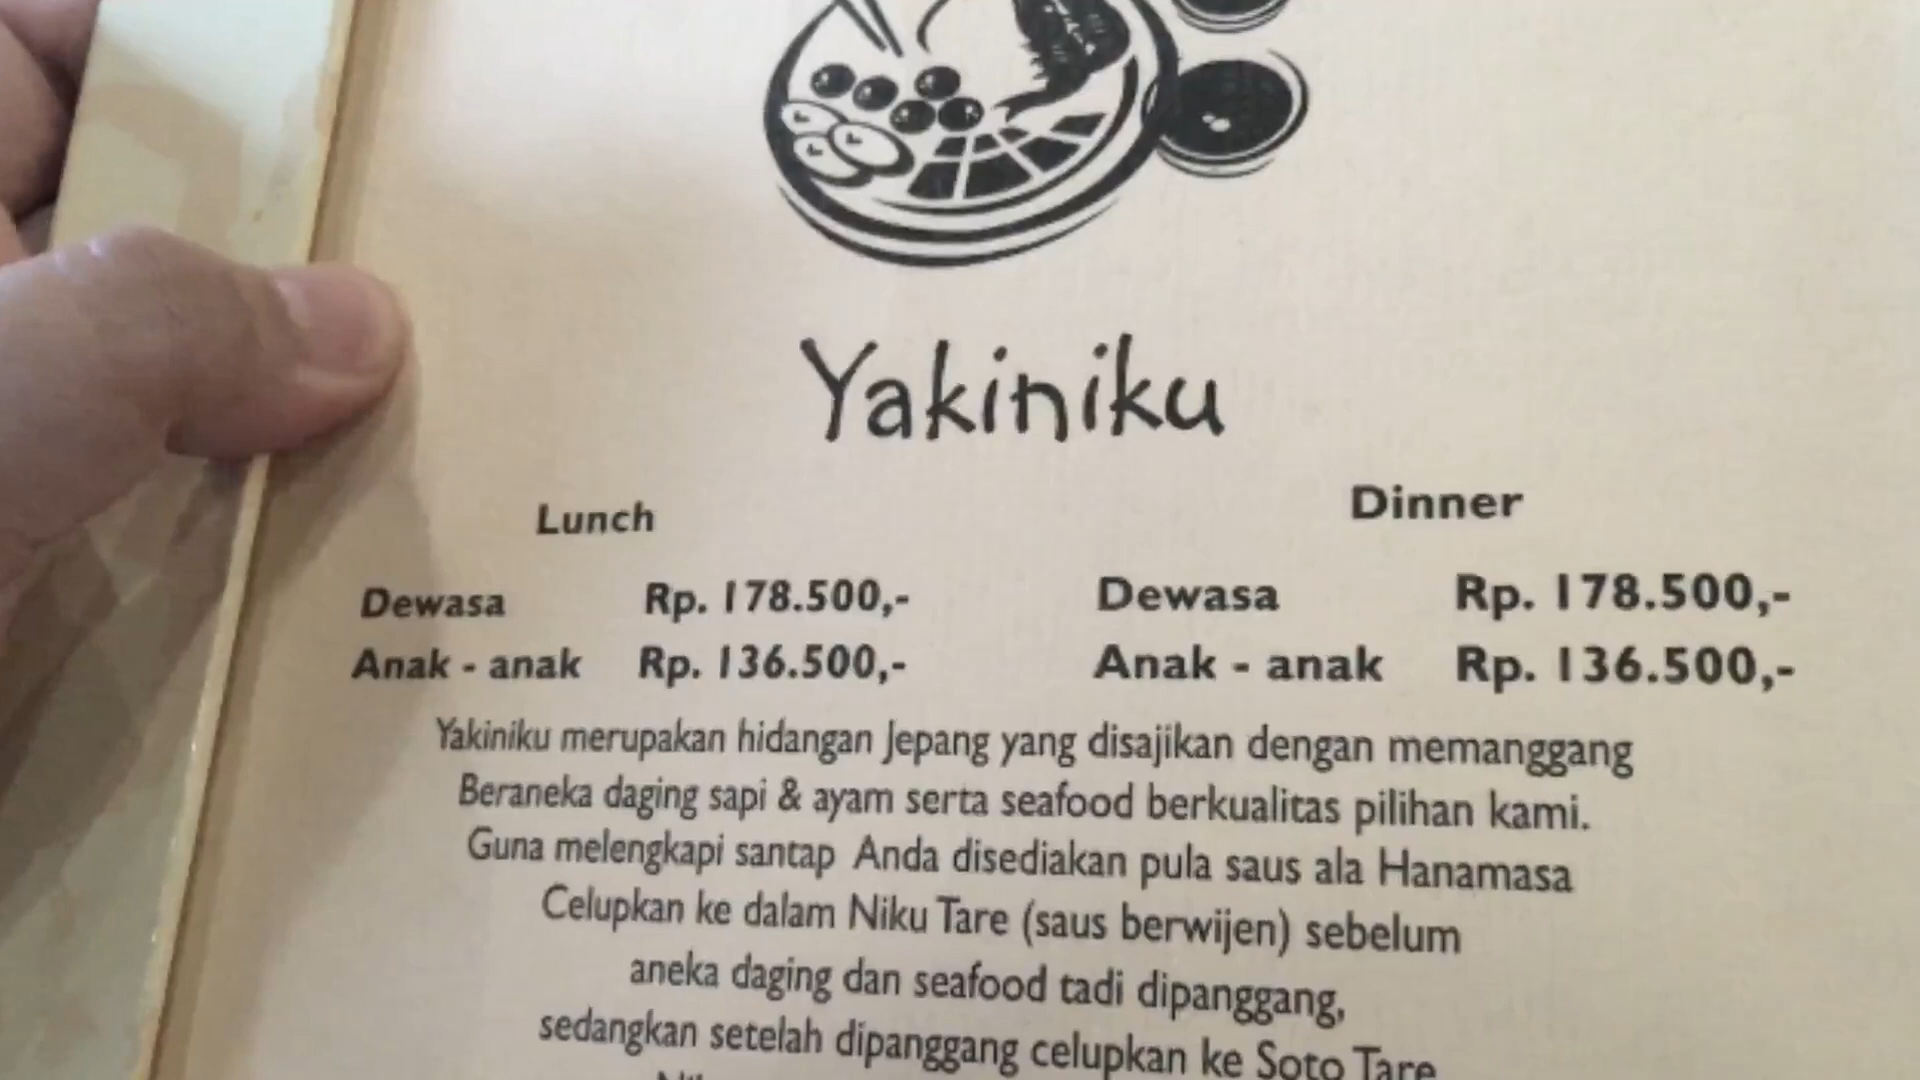 Yakiniku
Lunch
Dewasa Rp. 178.500,-
Anak - anak Rp. 136.500,-
Dinner
Dewasa Rp. 178.500,-
Anak - anak Rp. 136.500,-
Yakiniku merupakan hidangan Jepang yang disajikan dengan memanggang
Beraneka daging sapi & ayam serta seafood berkualitas pilihan kami.
Guna melengkapi santap Anda disediakan pula saus ala Hanamasa
Celupkan ke dalam Niku Tare (saus berwijen) sebelum
aneka daging dan seafood tadi dipanggang,
sedangkan setelah dipanggang celupkan ke Soto Tare